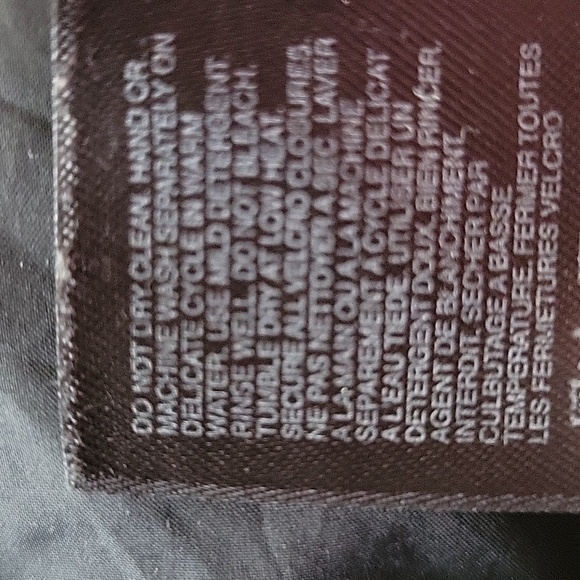 DO NOT DRY CLEAN. HAND OR
MACHINE WASH SEPARATELY ON
DELICATE CYCLE IN WARM
WATER. USE MILD DETERGENT.
RINSE WELL. DO NOT BLEACH.
TUMBLE DRY AT LOW HEAT.
SECURE ALL VELCRO CLOSURES.
NE PAS NETTOYER A SEC. LAVER
A LA MAIN OU A LA MACHINE
SEPAREMENT A CYCLE DELICAT
A L'EAU TIEDE. UTILISER UN
DETERGENT DOUX. BIEN RINCER.
AGENT DE BLANCHIMENT
INTERDIT. SECHER PAR
CULBUTAGE A BASSE
TEMPERATURE. FERMER TOUTES
LES FERMETURES VELCRO